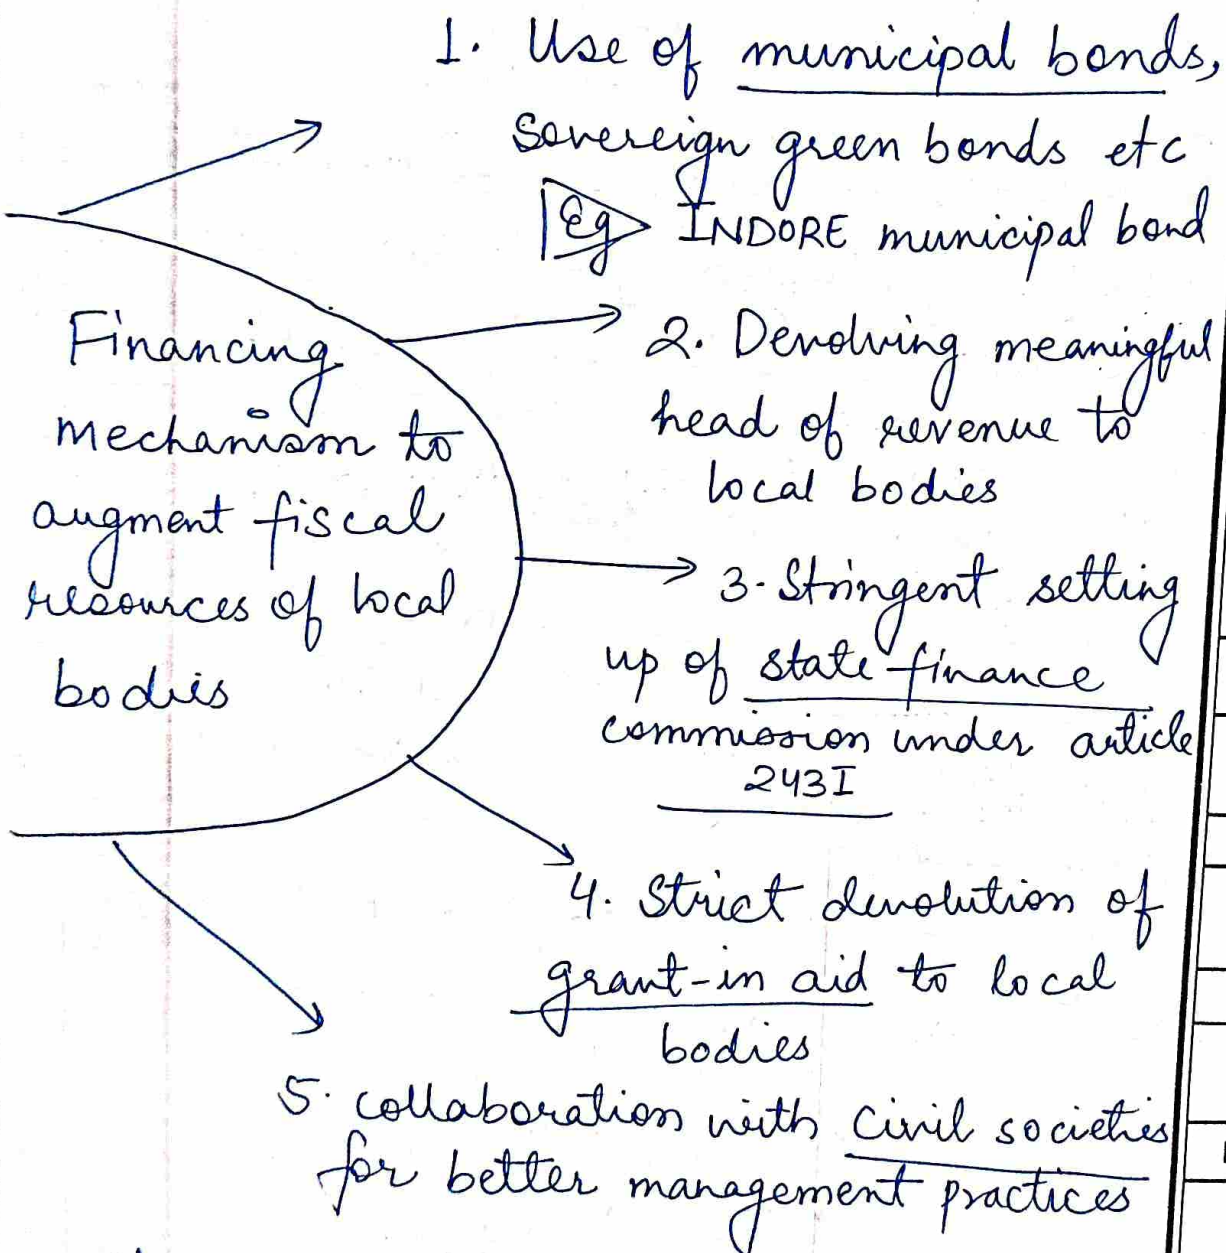 1. Use of municipal bonds,
sovereign green bonds etc
Eg INDORE municipal bond
Financing
mechanism to
augment fiscal
resources of local
bodies
2. Devolving meaningful
head of revenue to
local bodies
3. Stringent setting
up of state finance
commission under article
243I
4. Strict devolution of
grant-in aid to local
bodies
5. collaboration with civil societies
for better management practices